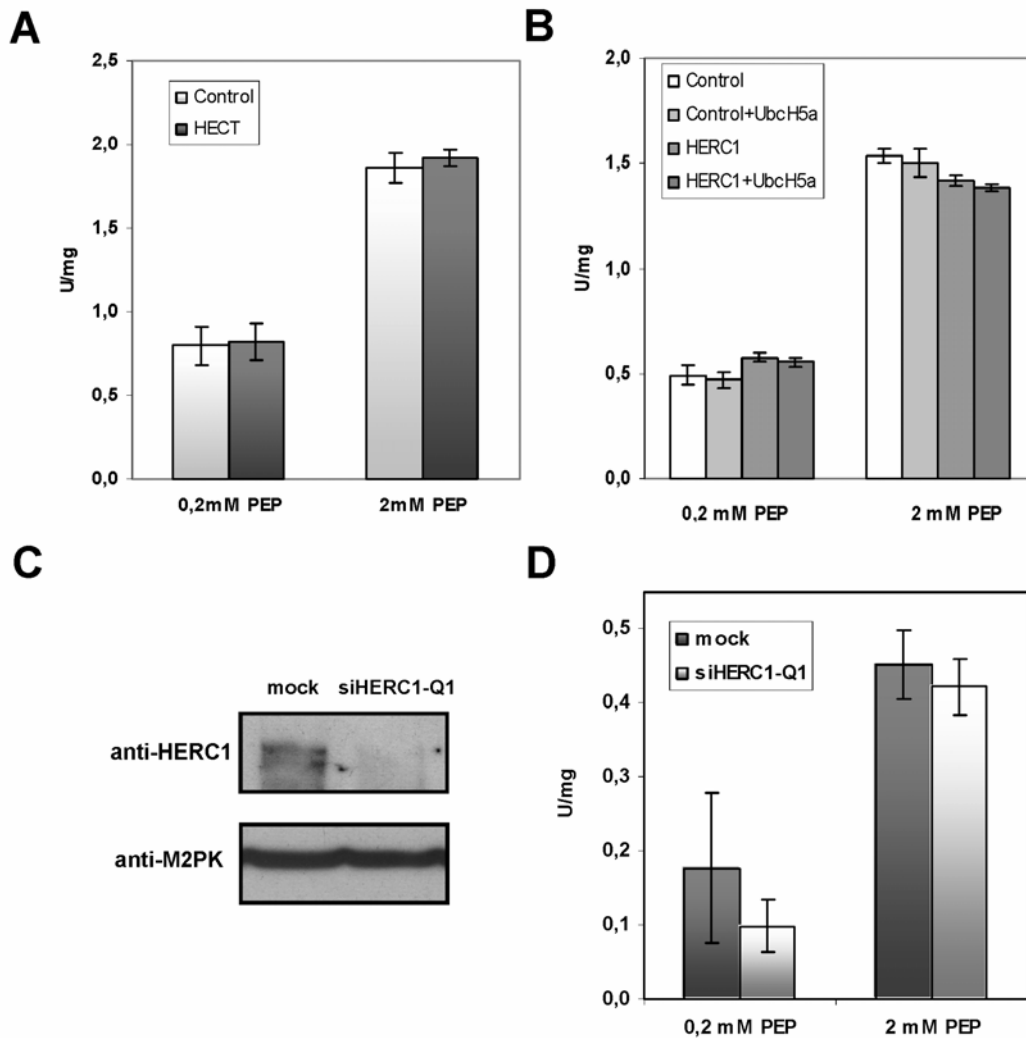 A
2,5
2,0
1,5
1,0
0,5
0,0
U/mg
Control
HECT
0,2mM PEP
2mM PEP
B
2,0
1,5
1,0
0,5
0,0
U/mg
Control
Control+UbcH5a
HERC1
HERC1+UbcH5a
0,2 mM PEP
2 mM PEP
C
mock
siHERC1-Q1
anti-HERC1
anti-M2PK
D
0,5
0,4
0,3
0,2
0,1
0,0
U/mg
mock
siHERC1-Q1
0,2 mM PEP
2 mM PEP